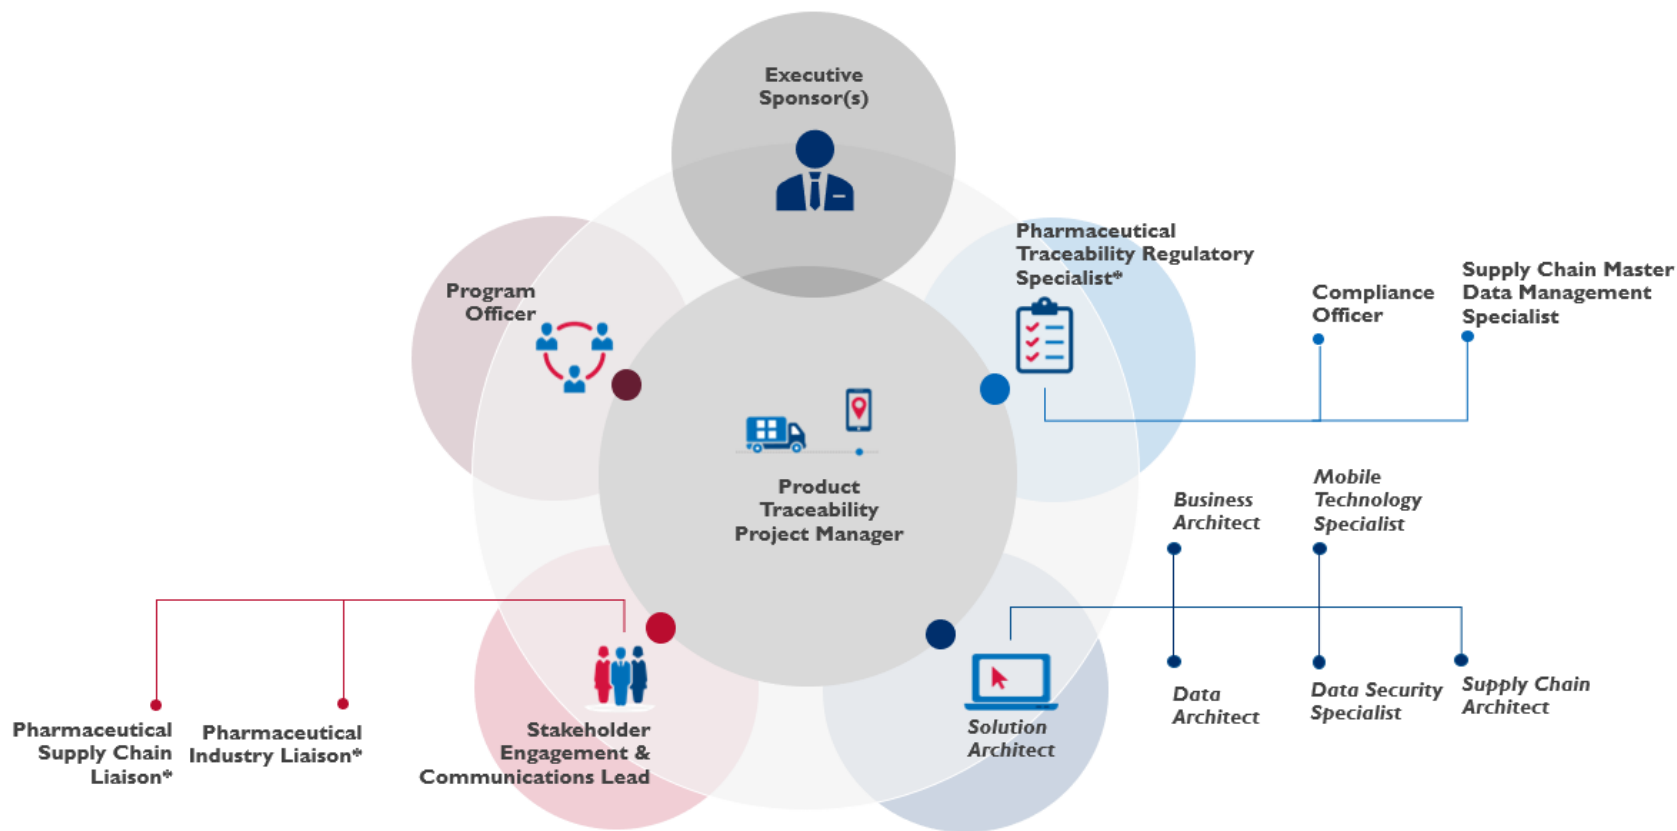 Executive
Sponsor(s)
Pharmaceutical
Traceability Regulatory
Specialist*
Program
Officer
Compliance
Officer
Supply Chain Master
Data Management
Specialist
Product
Traceability
Project Manager
Business
Architect
Mobile
Technology
Specialist
Data
Architect
Data Security
Specialist
Supply Chain
Architect
Solution
Architect
Stakeholder
Engagement &
Communications Lead
Pharmaceutical
Industry Liaison*
Pharmaceutical
Supply Chain
Liaison*